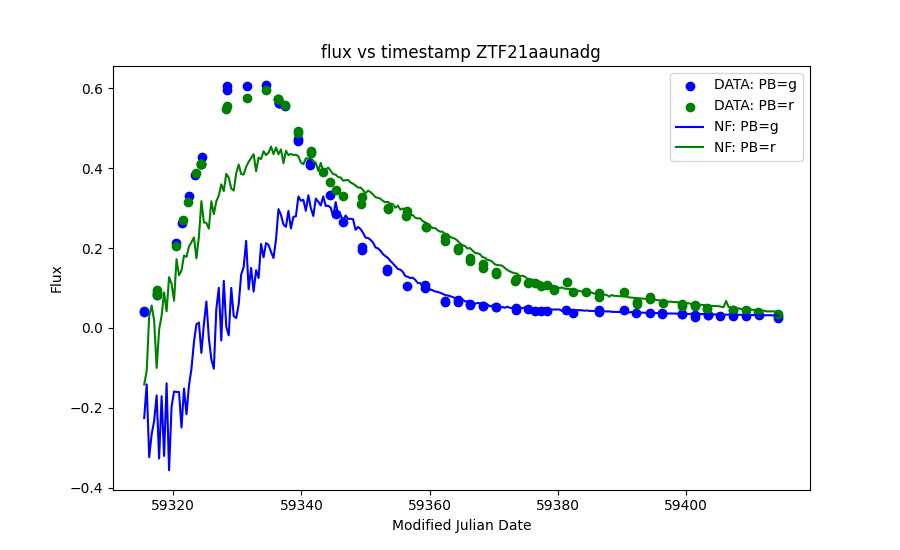 flux vs timestamp ZTF21aaunadg
DATA: PB=g
DATA: PB=r
NF: PB=g
NF: PB=r
0.6
0.4
0.2
0.0
−0.2
−0.4
Flux
59320
59340
59360
59380
59400
Modified Julian Date